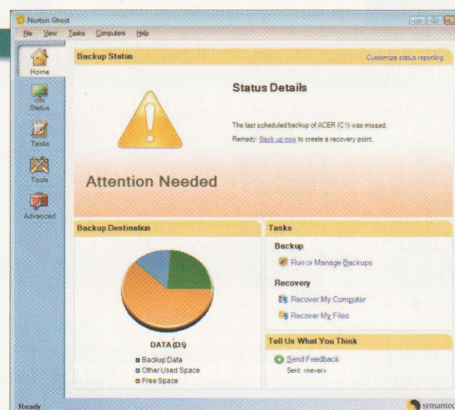 Norton Ghost
File View Tasks Computers Help
Home
Status
Tasks
Tools
Advanced
Backup Status
Customize status reporting
Status Details
The last scheduled backup of ACER (C:\) was missed.
Remedy: Back up now to create a recovery point.
Attention Needed
Backup Destination
DATA (D:\)
Backup Data
Other Used Space
Free Space
Tasks
Backup
Run or Manage Backups
Recovery
Recover My Computer
Recover My Files
Tell Us What You Think
Send Feedback
Sent: <never>
Ready
symantec